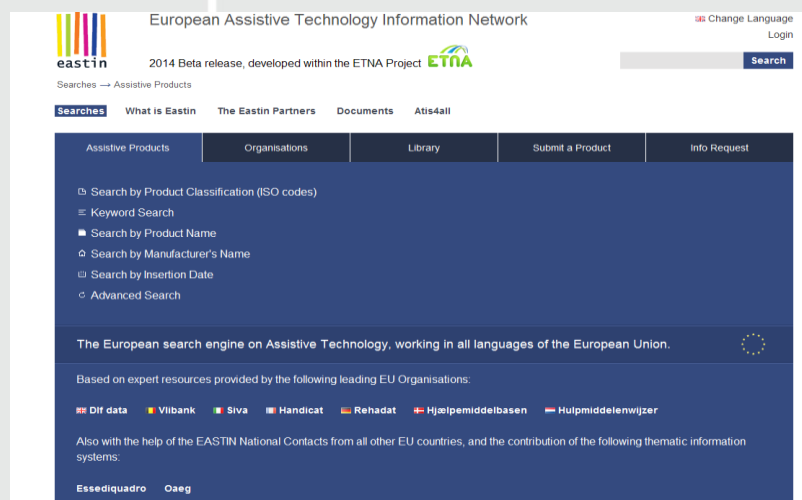 European Assistive Technology Information Network
Change Language
Login
eastin
2014 Beta release, developed within the ETNA Project ETNA
Search
Searches → Assistive Products
Searches What is Eastin The Eastin Partners Documents Atis4all
Assistive Products Organisations Library Submit a Product Info Request
Search by Product Classification (ISO codes)
Keyword Search
Search by Product Name
Search by Manufacturer's Name
Search by Insertion Date
Advanced Search
The European search engine on Assistive Technology, working in all languages of the European Union.
Based on expert resources provided by the following leading EU Organisations:
Dlf data Vlibank Siva Handicat Rehadat Hjælpemiddelbasen Hulpmiddelenwijzer
Also with the help of the EASTIN National Contacts from all other EU countries, and the contribution of the following thematic information
systems:
Essediquadro Oaeg